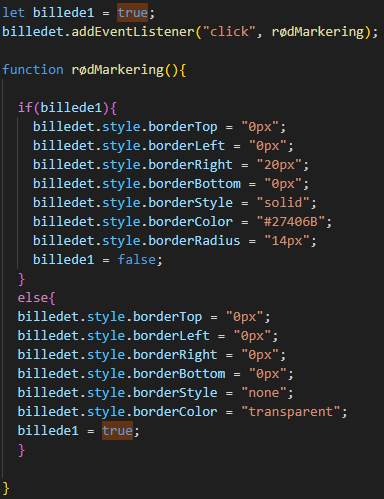 let billede1 = true;
billedet.addEventListener("click", rødMarkering);
function rødMarkering(){
if(billede1){
billedet.style.borderTop = "0px";
billedet.style.borderLeft = "0px";
billedet.style.borderRight = "20px";
billedet.style.borderBottom = "0px";
billedet.style.borderStyle = "solid";
billedet.style.borderColor = "#27406B";
billedet.style.borderRadius = "14px";
billede1 = false;
}
else{
billedet.style.borderTop = "0px";
billedet.style.borderLeft = "0px";
billedet.style.borderRight = "0px";
billedet.style.borderBottom = "0px";
billedet.style.borderStyle = "none";
billedet.style.borderColor = "transparent";
billede1 = true;
}
}